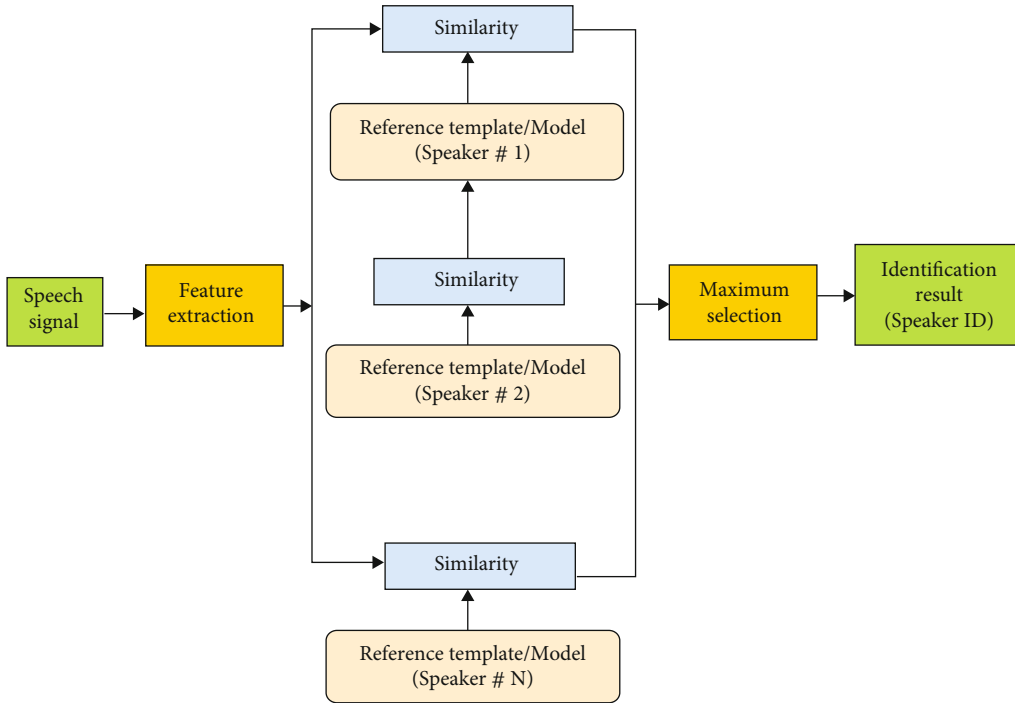 Similarity
Reference template/Model
(Speaker # 1)
Similarity
Reference template/Model
(Speaker # 2)
Similarity
Reference template/Model
(Speaker # N)
Speech
signal
Feature
extraction
Maximum
selection
Identification
result
(Speaker ID)